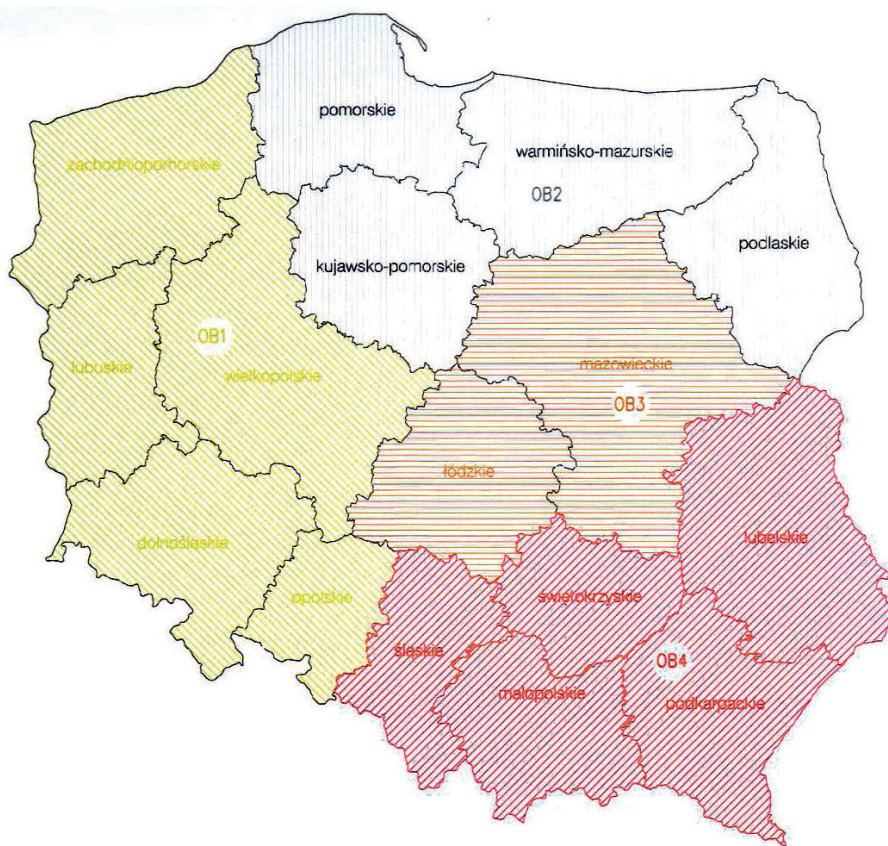 pomorskie
warmińsko-mazurskie
zachodniopomorskie
OB2
podlaskie
kujawsko-pomorskie
OB1
lubuskie
wielkopolskie
mazowieckie
OB3
łódzkie
dolnośląskie
lubelskie
opolskie
świętokrzyskie
śląskie
OB4
małopolskie
podkarpackie